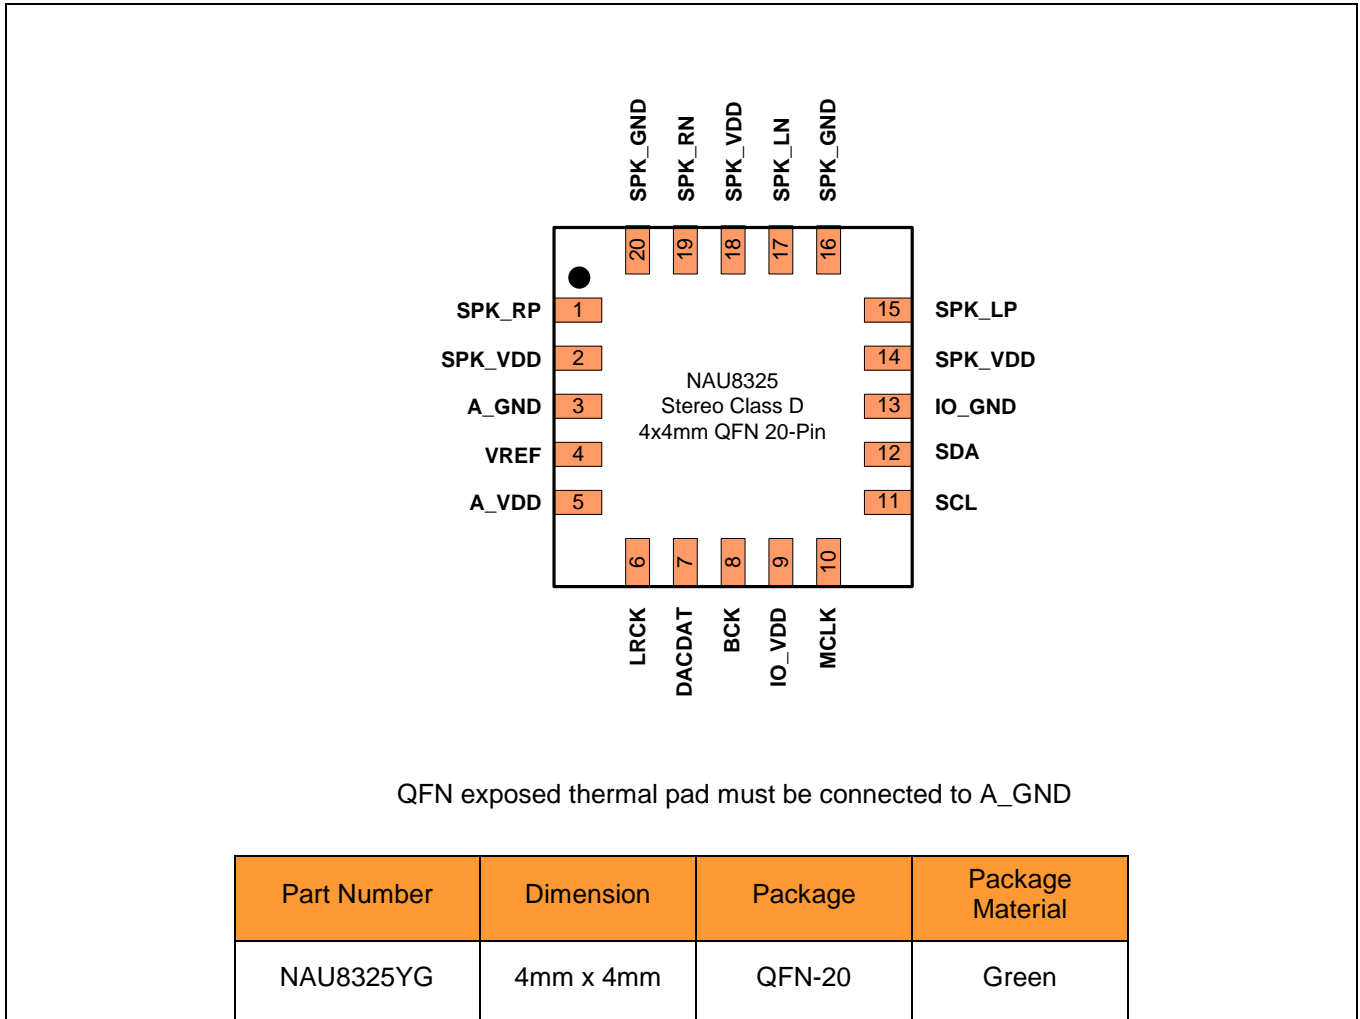 SPK_GND
SPK_RN
SPK_VDD
SPK_LN
SPK_GND
20
19
18
17
16
SPK_RP 1
15 SPK_LP
SPK_VDD 2
14 SPK_VDD
A_GND 3
13 IO_GND
VREF 4
12 SDA
A_VDD 5
11 SCL
NAU8325
Stereo Class D
4x4mm QFN 20-Pin
6
7
8
9
10
LRCK
DACDAT
BCK
IO_VDD
MCLK
QFN exposed thermal pad must be connected to A_GND
Part Number
Dimension
Package
Package
Material
NAU8325YG
4mm x 4mm
QFN-20
Green